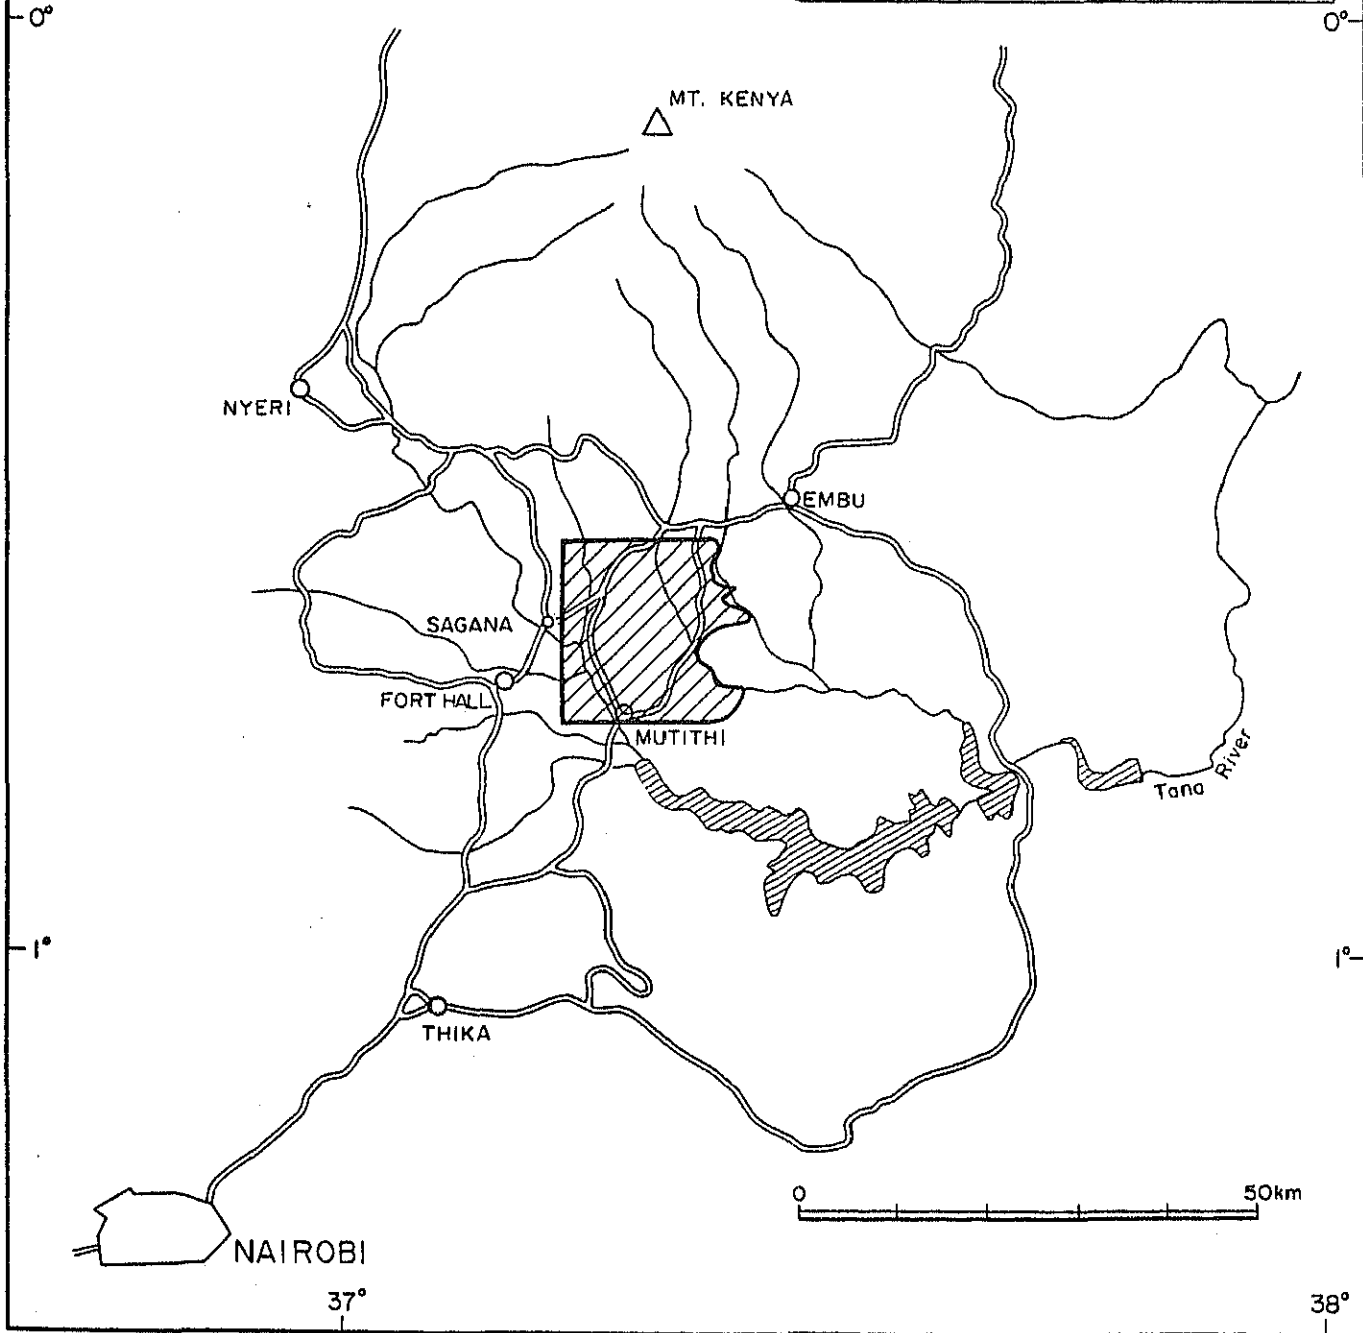 0°
0°
MT. KENYA
NYERI
EMBU
SAGANA
FORT HALL
MUTITHI
Tana River
1°
1°
THIKA
0
50km
NAIROBI
37°
38°